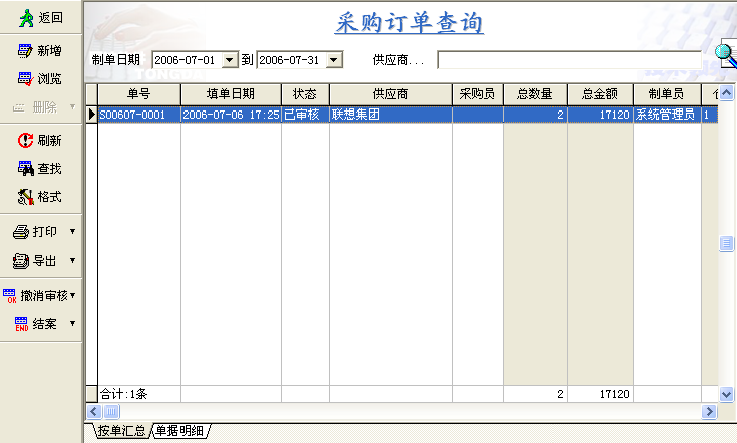 采购订单查询
制单日期 2006-07-01 到 2006-07-31 供应商...
返回
新增
浏览
删除
刷新
查找
格式
打印
导出
撤消审核
结案
单号 填单日期 状态 供应商 采购员 总数量 总金额 制单员
S00607-0001 2006-07-06 17:25 已审核 联想集团 2 17120 系统管理员 1
合计:1条 2 17120
按单汇总 单据明细